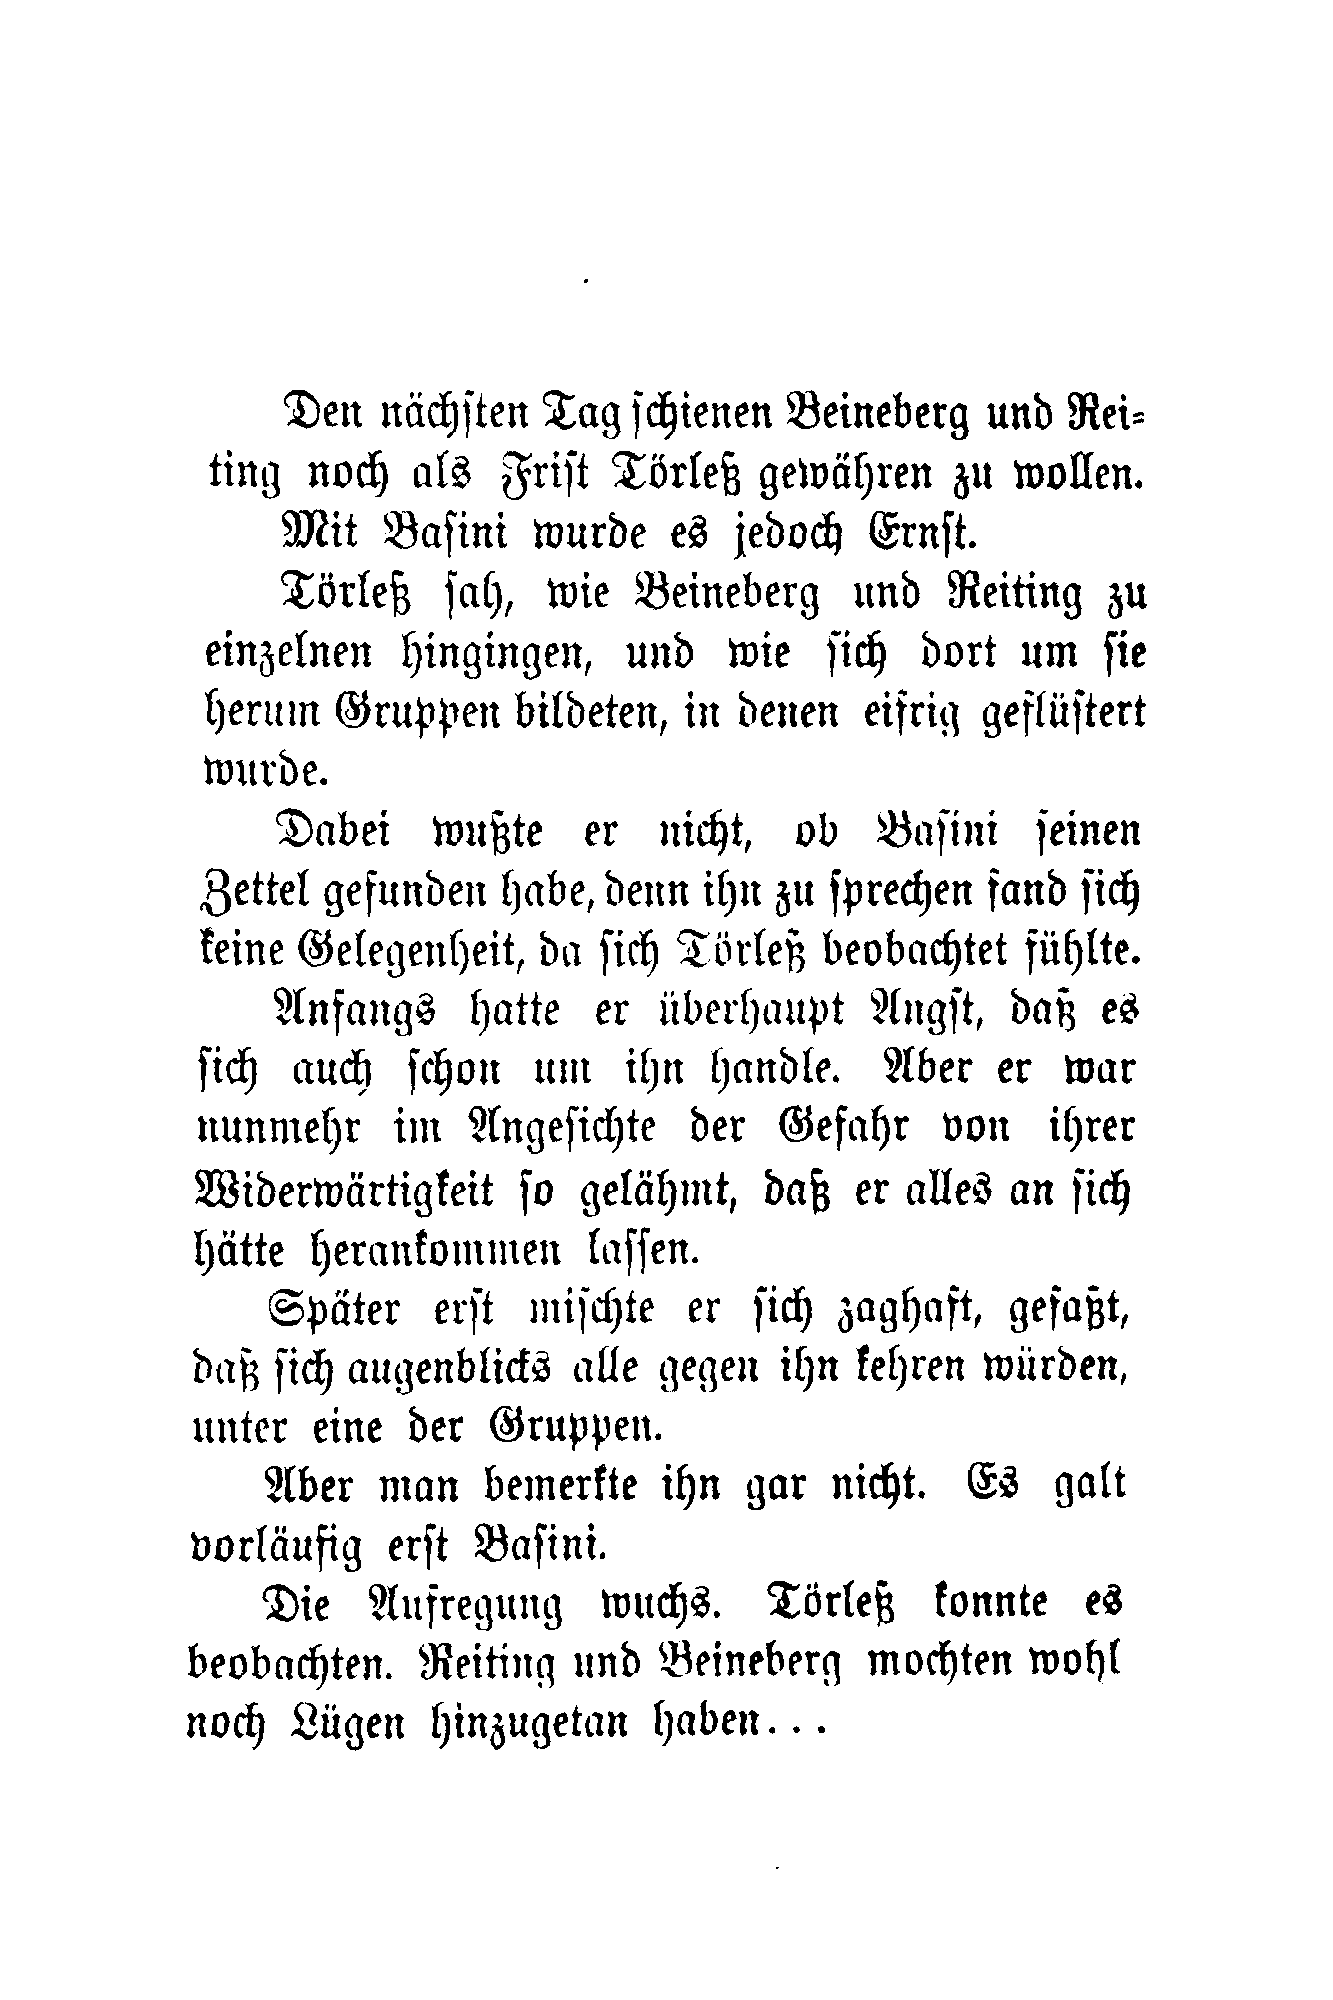 Den nächſten Tag ſchienen Beineberg und Rei⸗
ting noch als Friſt Törleß gewähren zu wollen.
Mit Baſini wurde es jedoch Ernſt.
Törleß ſah, wie Beineberg und Reiting zu
einzelnen hingingen, und wie ſich dort um ſie
herum Gruppen bildeten, in denen eifrig geflüſtert
wurde.
Dabei wußte er nicht, ob Baſini ſeinen
Zettel gefunden habe, denn ihn zu ſprechen fand ſich
keine Gelegenheit, da ſich Törleß beobachtet fühlte.
Anfangs hatte er überhaupt Angſt, daß es
ſich auch ſchon um ihn handle. Aber er war
nunmehr im Angeſichte der Gefahr von ihrer
Widerwärtigkeit ſo gelähmt, daß er alles an ſich
hätte herankommen laſſen.
Später erſt miſchte er ſich zaghaft, gefaßt,
daß ſich augenblicks alle gegen ihn kehren würden,
unter eine der Gruppen.
Aber man bemerkte ihn gar nicht. Es galt
vorläufig erſt Baſini.
Die Aufregung wuchs. Törleß konnte es
beobachten. Reiting und Beineberg mochten wohl
noch Lügen hinzugetan haben...